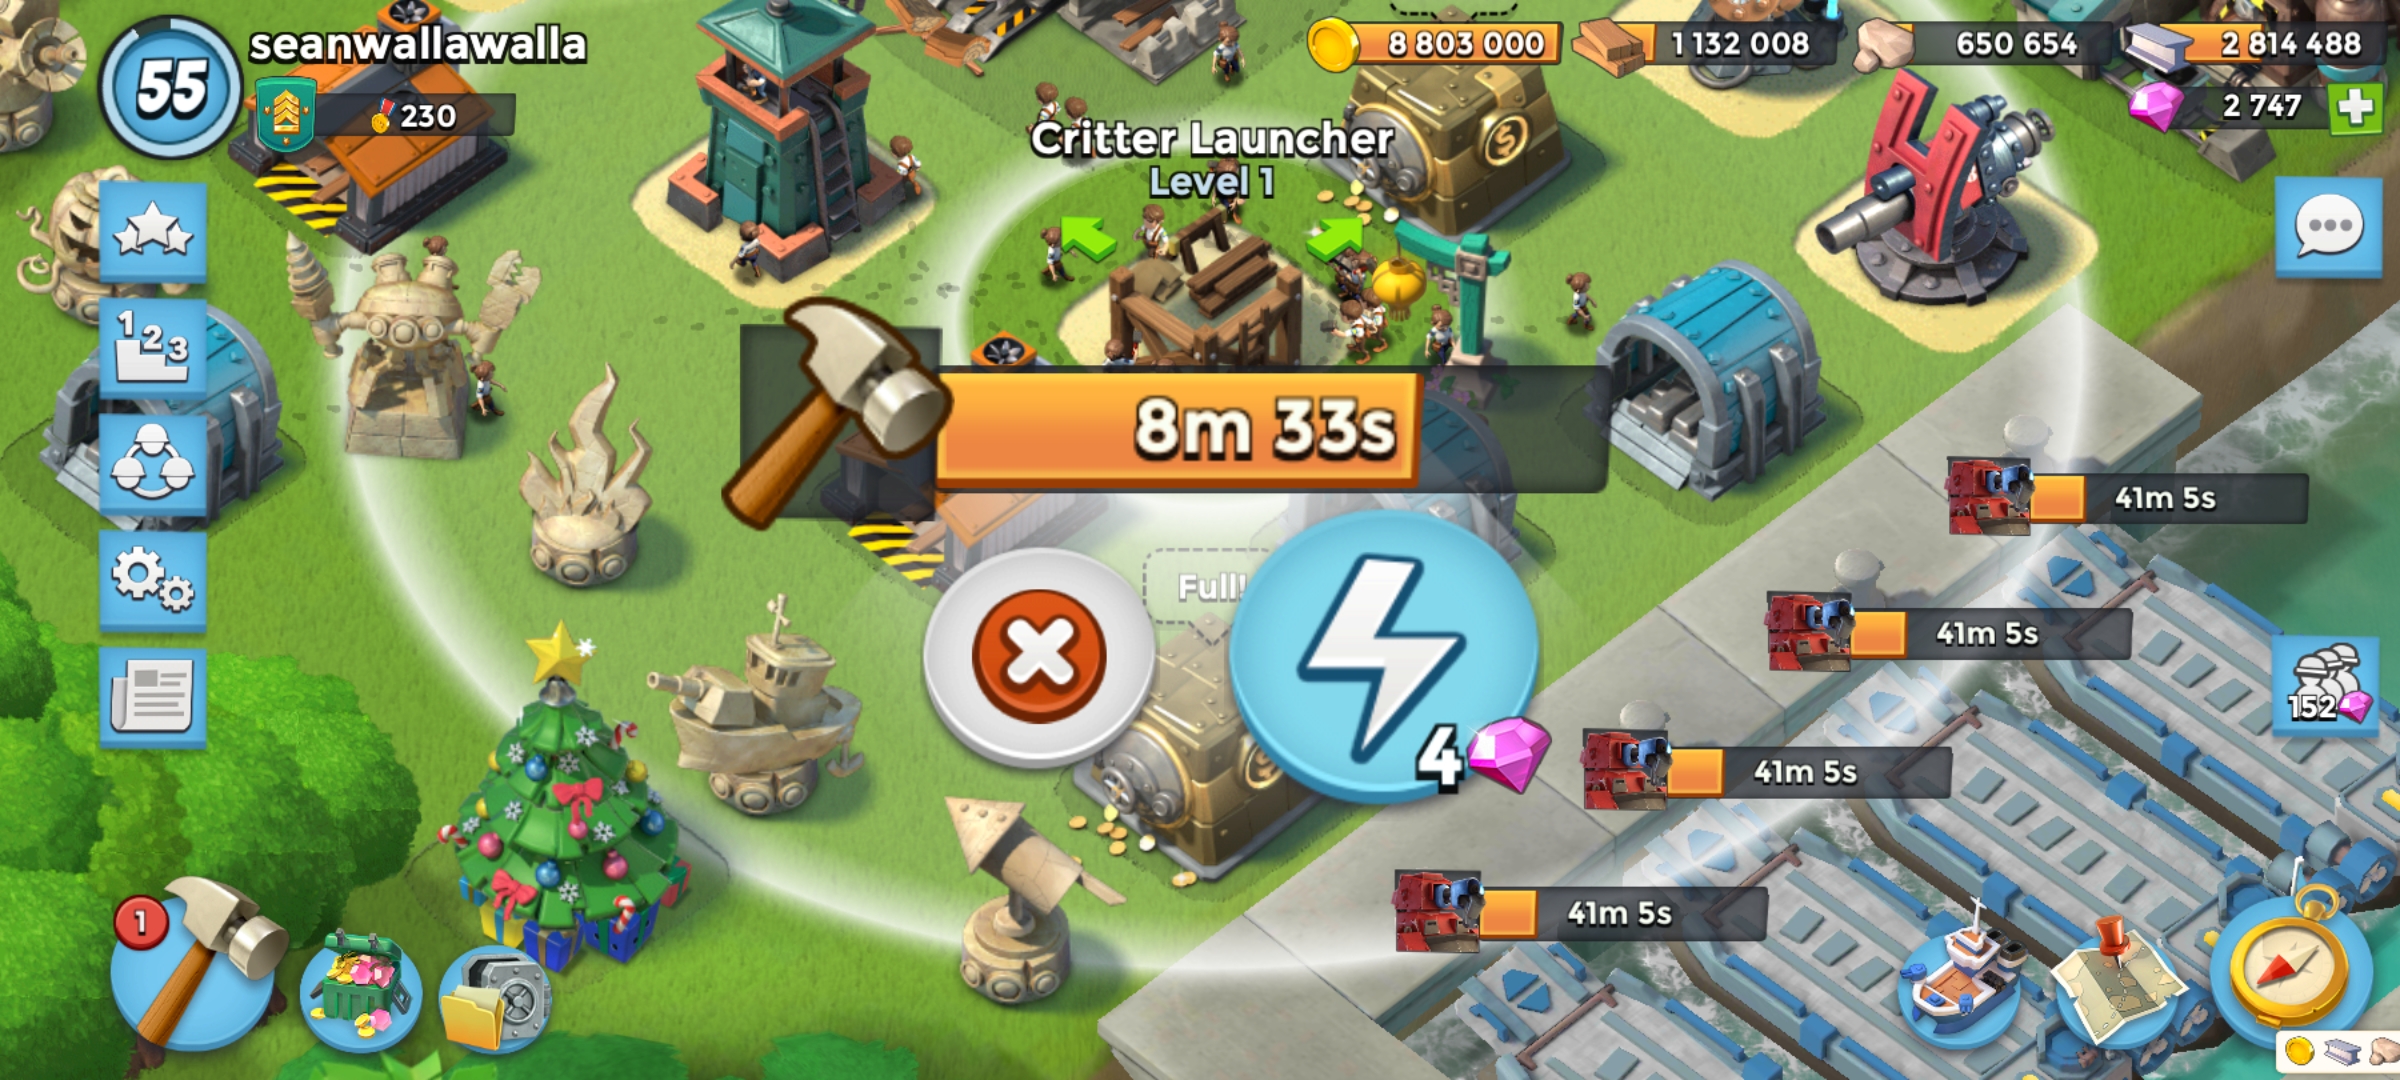 55
seanwallawalla
230
8 803 000
1 132 008
650 654
2 814 488
2 747
Critter Launcher
Level 1
1 2 3
8m 33s
41m 5s
Full!
41m 5s
152
4
41m 5s
41m 5s
1